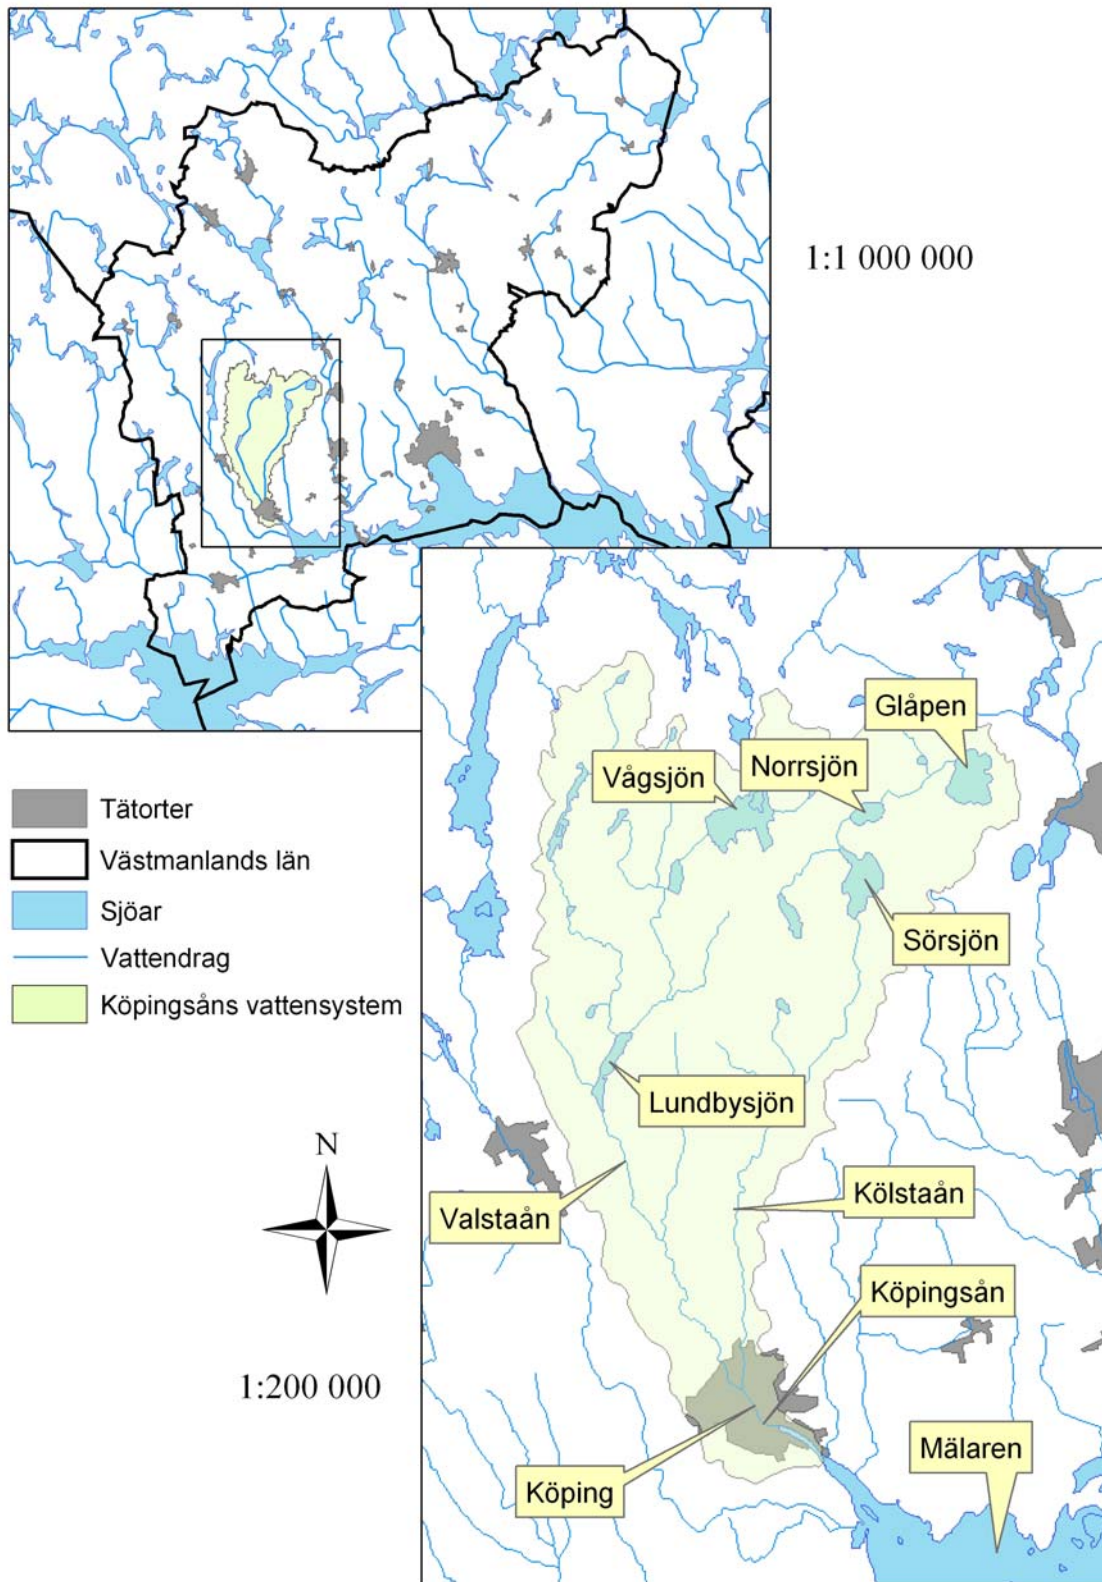 1:1 000 000
Glåpen
Norrsjön
Vågsjön
Tätorter
Västmanlands län
Sjöar
Sörsjön
Vattendrag
Köpingsåns vattensystem
Lundbysjön
N
Kölstaån
Valstaån
Köpingsån
1:200 000
Mälaren
Köping